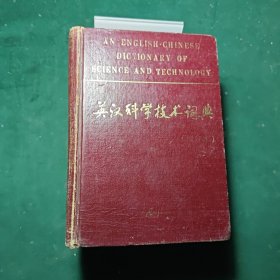 AN ENGLISH-CHINESE
DICTIONARY OF
SCIENCE AND TECHNOLOGY
英汉科学技术词典